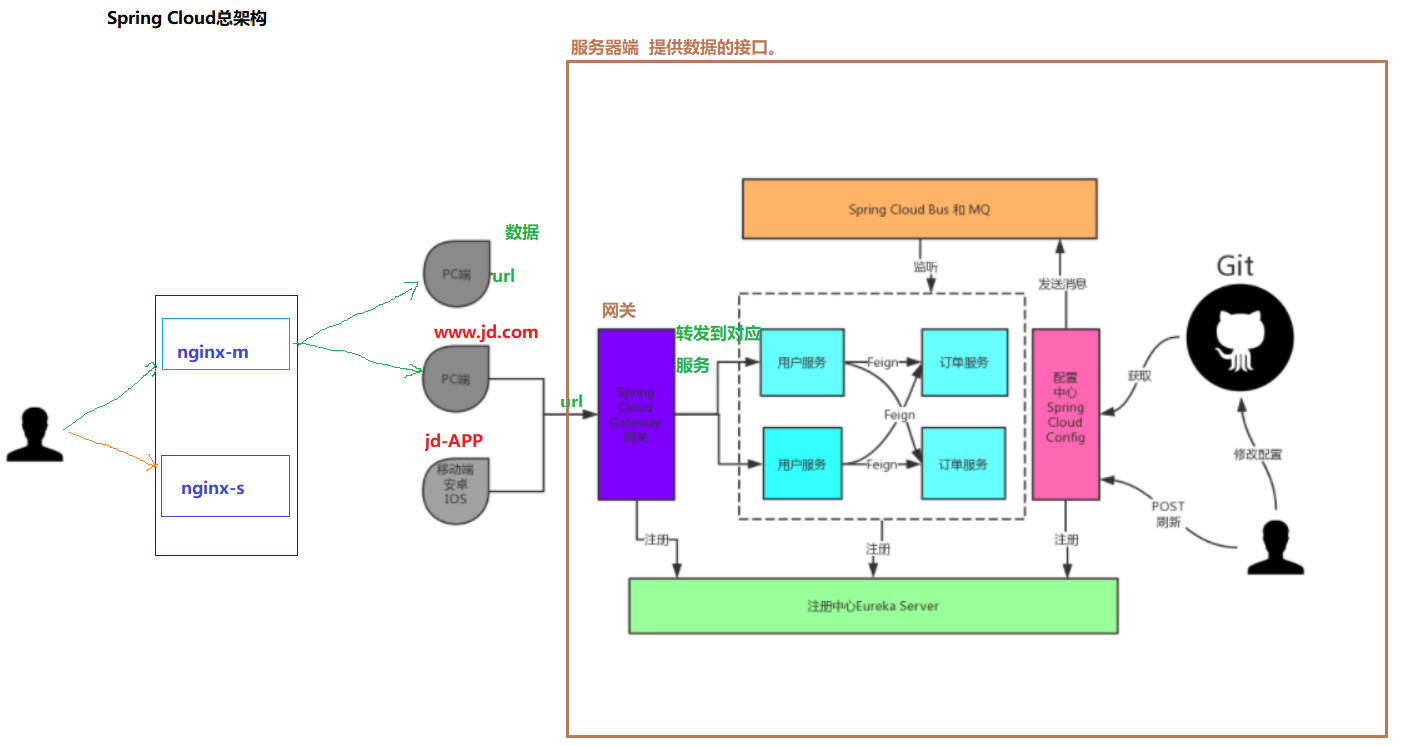 Spring Cloud总架构
服务器端 提供数据的接口。
nginx-m
nginx-s
数据
PC端
url
www.jd.com
PC端
jd-APP
移动端
安卓
IOS
url
网关
Spring
Cloud
Gateway
网关
转发到对应
服务
Spring Cloud Bus 和 MQ
监听
发送消息
用户服务
Feign
订单服务
Feign
用户服务
Feign
订单服务
配置
中心
Spring
Cloud
Config
Git
获取
修改配置
POST
刷新
注册
注册
注册
注册中心Eureka Server